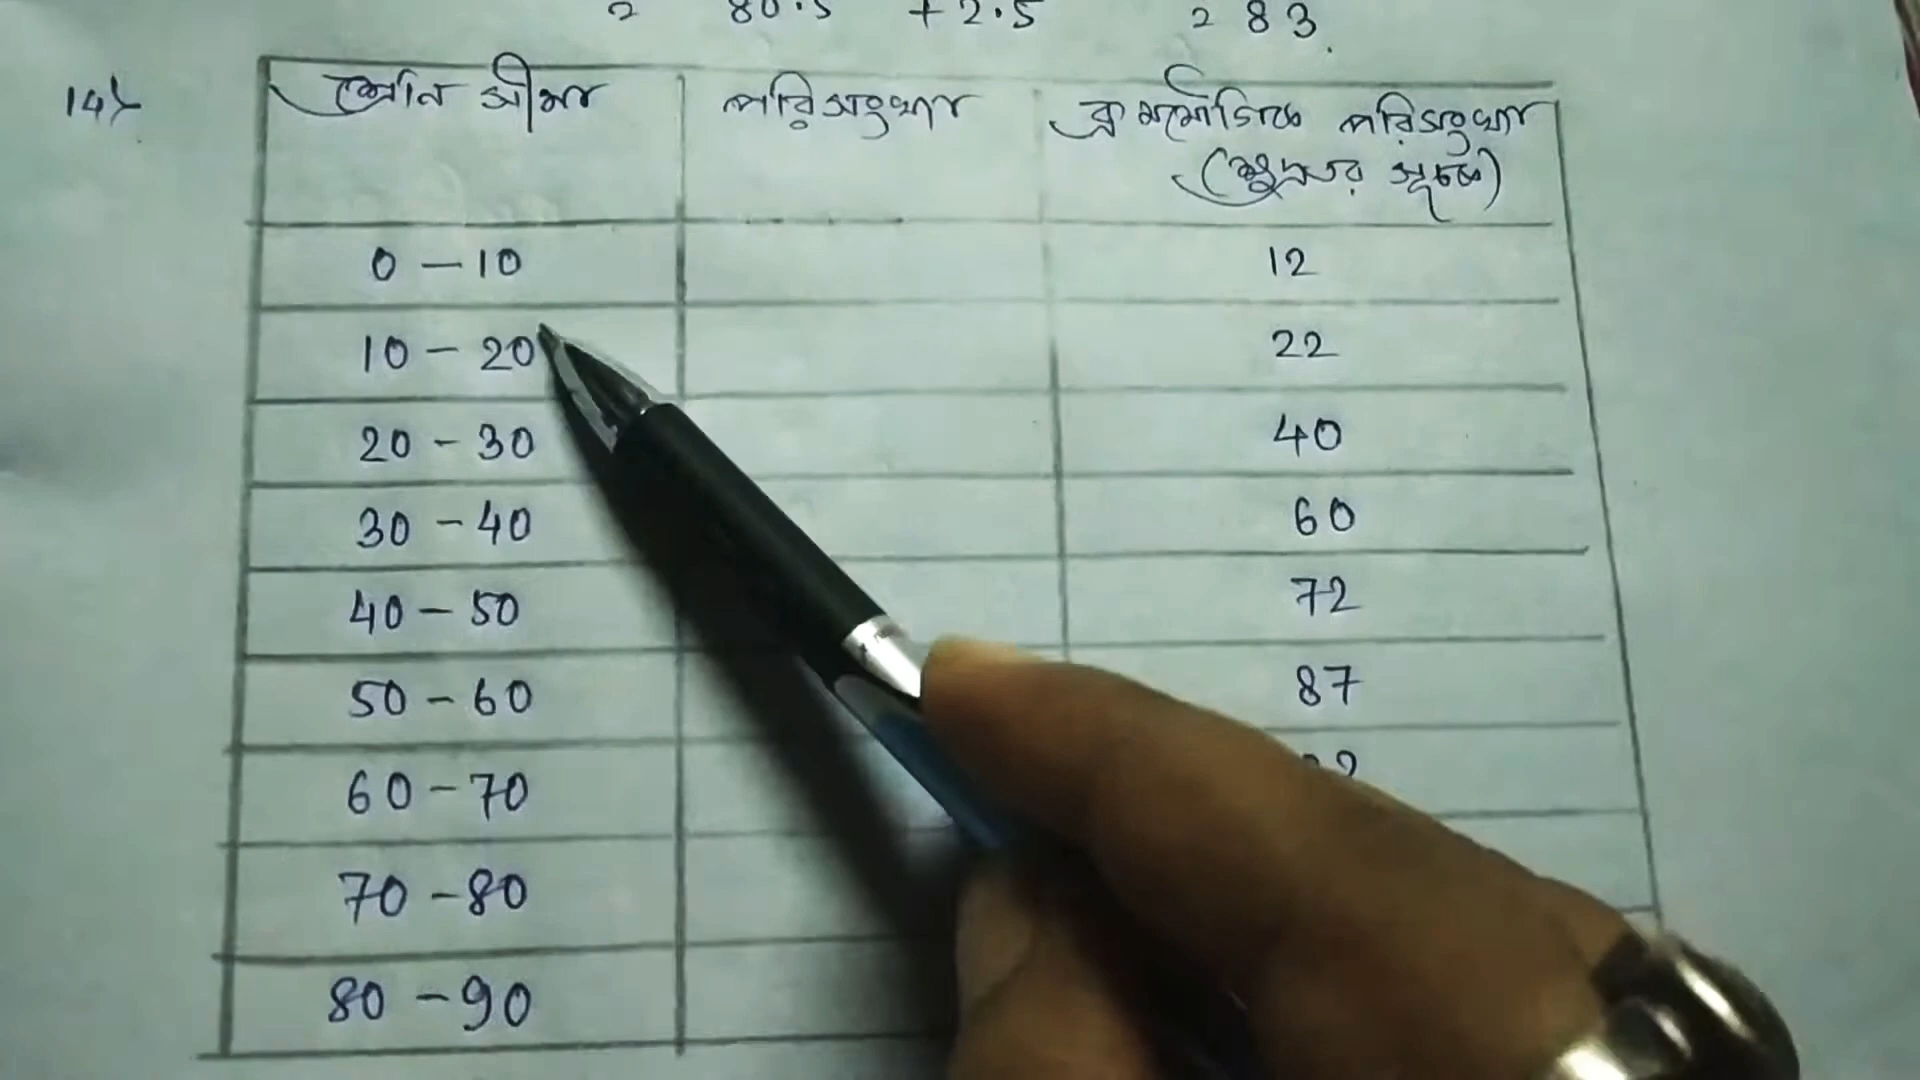 = 80.5 + 2.5 = 83.
14> শ্রেনি সীমা পরিসংখ্যা ক্রমযৌগিক পরিসংখ্যা
(ক্ষুদ্রতর সূচক)
0 – 10 12
10 – 20 22
20 – 30 40
30 – 40 60
40 – 50 72
50 – 60 87
60 – 70
70 – 80
80 – 90